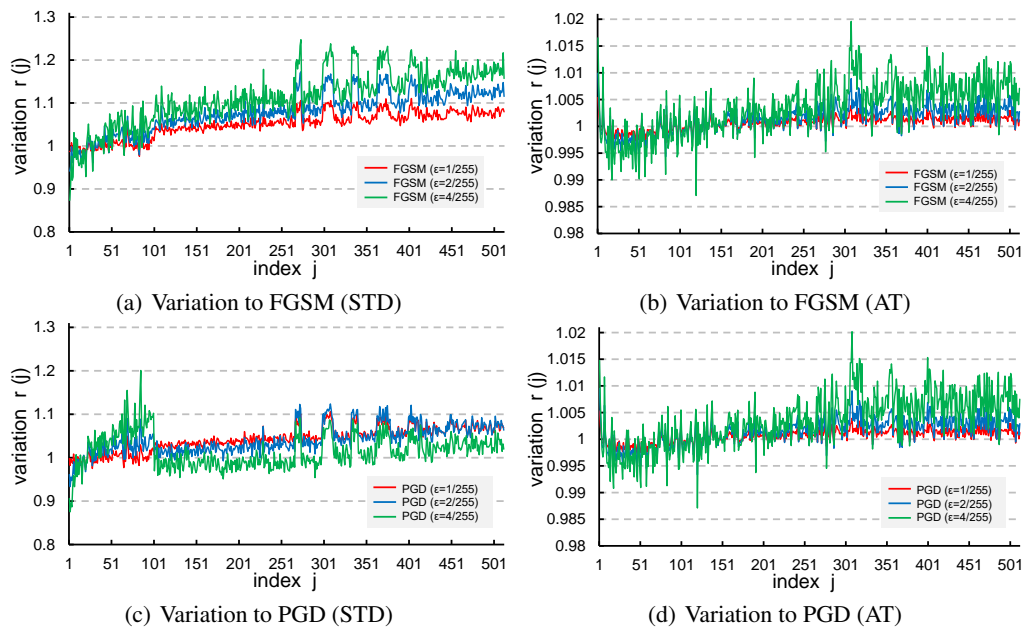 1.3
1.2
1.1
1
0.9
0.8
variation r (j)
FGSM (ε=1/255)
FGSM (ε=2/255)
FGSM (ε=4/255)
1 51 101 151 201 251 301 351 401 451 501
index j
(a) Variation to FGSM (STD)
1.02
1.015
1.01
1.005
1
0.995
0.99
0.985
0.98
variation r (j)
FGSM (ε=1/255)
FGSM (ε=2/255)
FGSM (ε=4/255)
1 51 101 151 201 251 301 351 401 451 501
index j
(b) Variation to FGSM (AT)
1.3
1.2
1.1
1
0.9
0.8
variation r (j)
PGD (ε=1/255)
PGD (ε=2/255)
PGD (ε=4/255)
1 51 101 151 201 251 301 351 401 451 501
index j
(c) Variation to PGD (STD)
1.02
1.015
1.01
1.005
1
0.995
0.99
0.985
0.98
variation r (j)
PGD (ε=1/255)
PGD (ε=2/255)
PGD (ε=4/255)
1 51 101 151 201 251 301 351 401 451 501
index j
(d) Variation to PGD (AT)